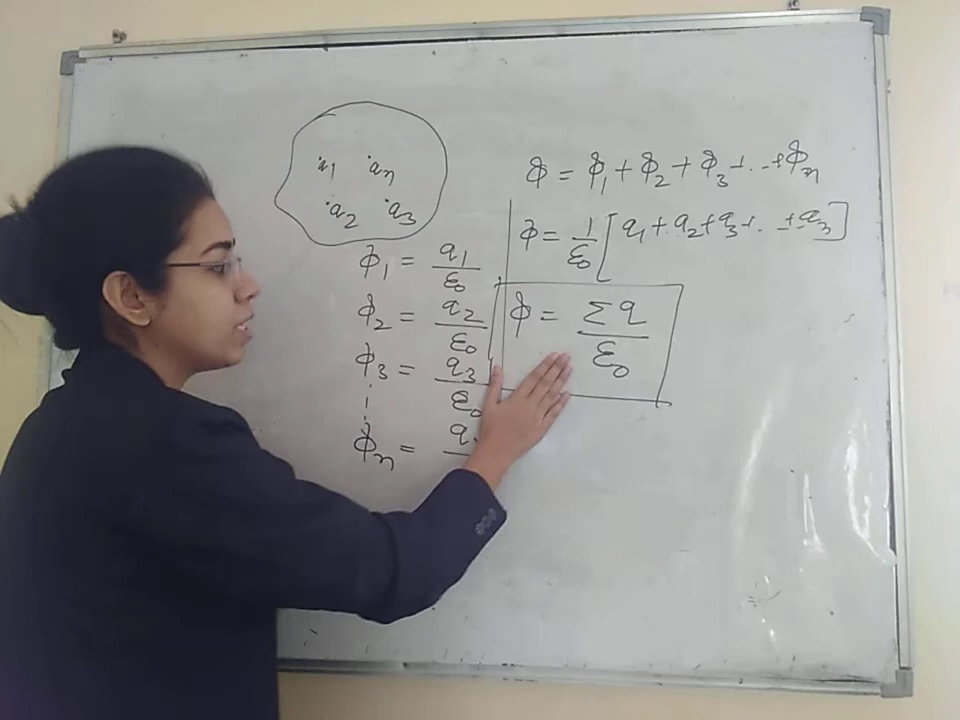 .q1 .qn
.q2 .q3
ϕ1 = q1/ε0
ϕ2 = q2/ε0
ϕ3 = q3/ε0
ϕn =
ϕ = ϕ1 + ϕ2 + ϕ3 + ... + ϕn
ϕ = 1/ε0 [q1 + q2 + q3 + .. + qn]
ϕ = Σq/ε0